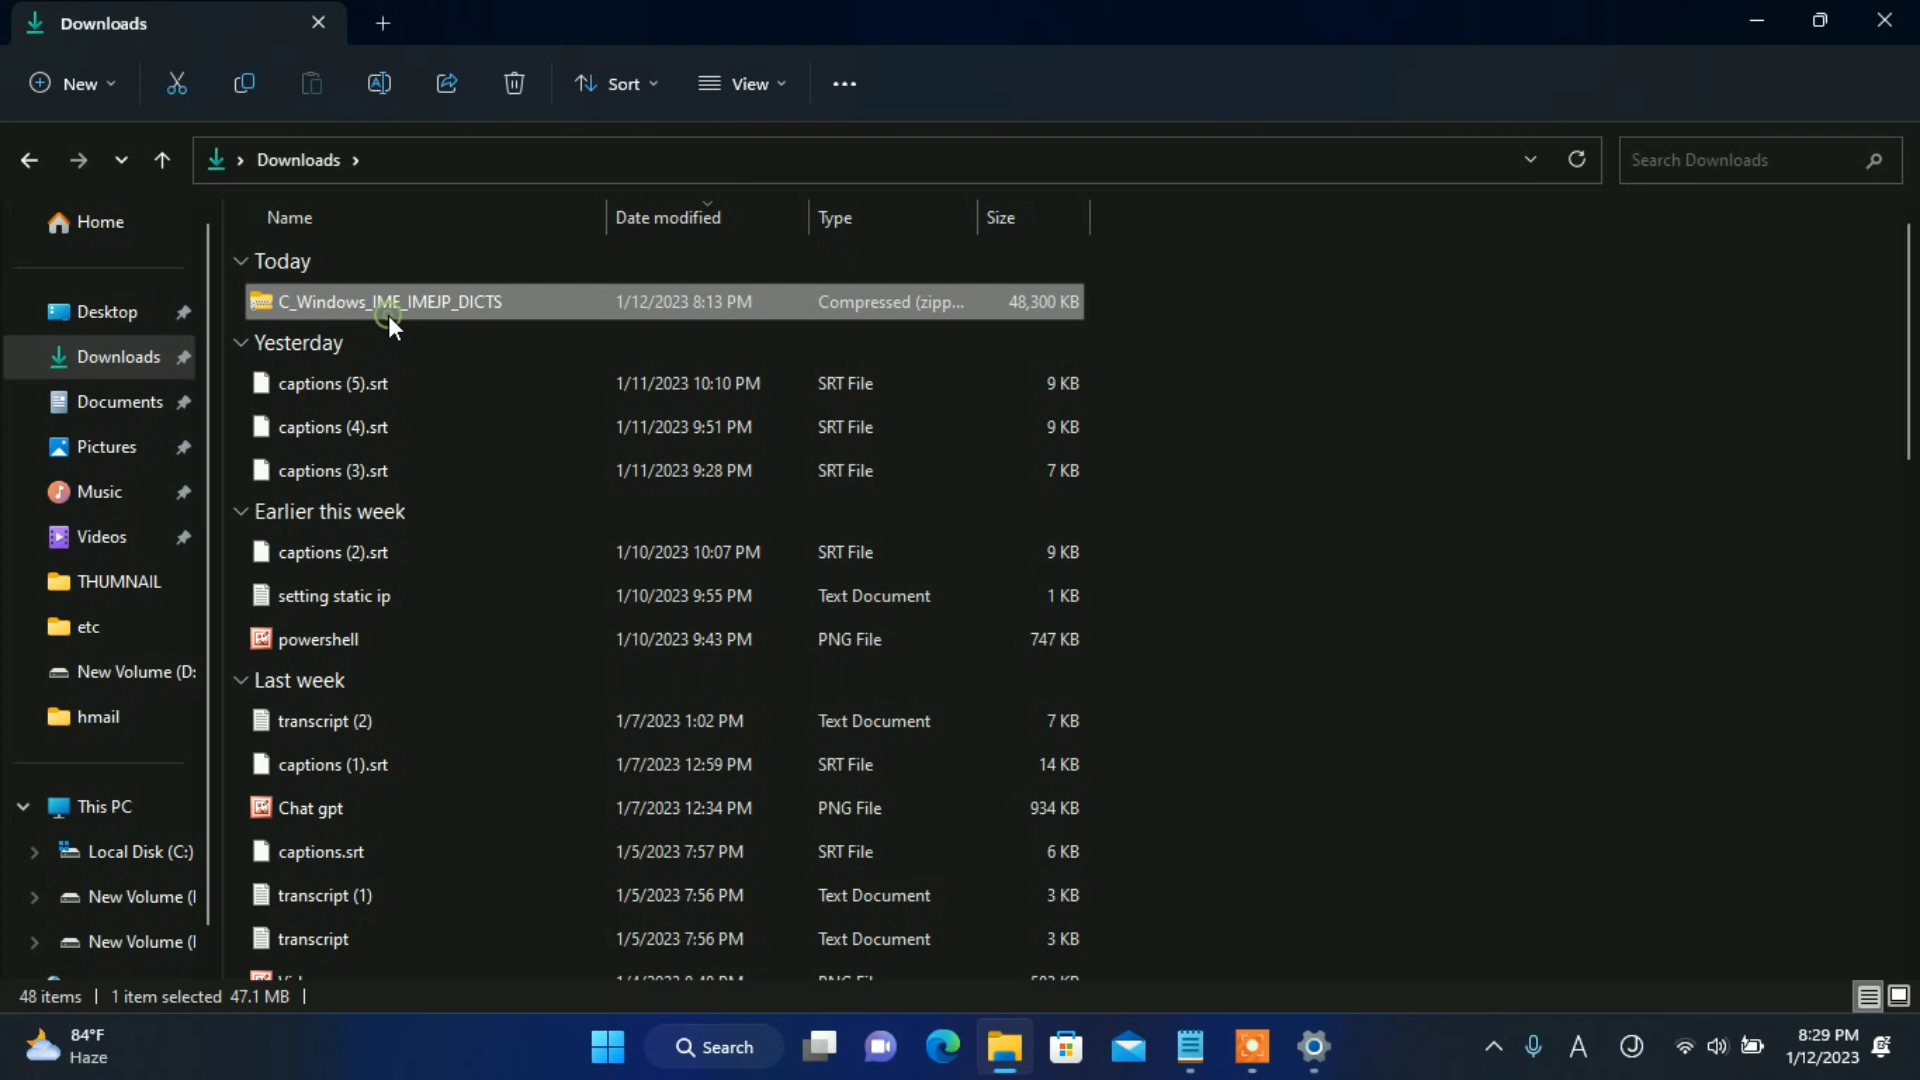 Downloads
New
Sort
View
Downloads
Search Downloads
Name
Date modified
Type
Size
Home
Desktop
Downloads
Documents
Pictures
Music
Videos
THUMNAIL
etc
New Volume (D:
hmail
This PC
Local Disk (C:)
New Volume (
New Volume (
Today
C_Windows_IME_IMEJP_DICTS 1/12/2023 8:13 PM Compressed (zipp... 48,300 KB
Yesterday
captions (5).srt 1/11/2023 10:10 PM SRT File 9 KB
captions (4).srt 1/11/2023 9:51 PM SRT File 9 KB
captions (3).srt 1/11/2023 9:28 PM SRT File 7 KB
Earlier this week
captions (2).srt 1/10/2023 10:07 PM SRT File 9 KB
setting static ip 1/10/2023 9:55 PM Text Document 1 KB
powershell 1/10/2023 9:43 PM PNG File 747 KB
Last week
transcript (2) 1/7/2023 1:02 PM Text Document 7 KB
captions (1).srt 1/7/2023 12:59 PM SRT File 14 KB
Chat gpt 1/7/2023 12:34 PM PNG File 934 KB
captions.srt 1/5/2023 7:57 PM SRT File 6 KB
transcript (1) 1/5/2023 7:56 PM Text Document 3 KB
transcript 1/5/2023 7:56 PM Text Document 3 KB
48 items
1 item selected 47.1 MB
84°F
Haze
Search
A
8:29 PM
1/12/2023